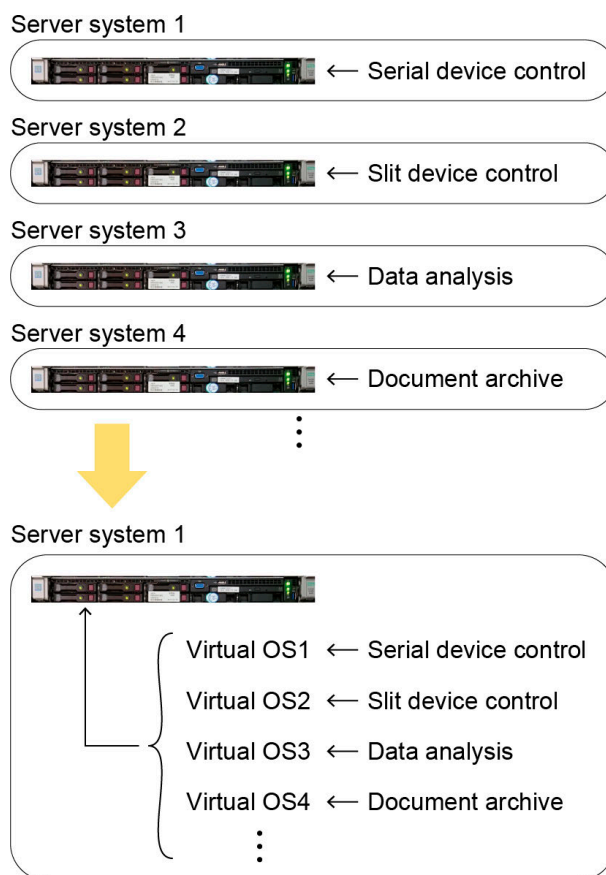 Server system 1
← Serial device control
Server system 2
← Slit device control
Server system 3
← Data analysis
Server system 4
← Document archive
⋮
Server system 1
Virtual OS1 ← Serial device control
Virtual OS2 ← Slit device control
Virtual OS3 ← Data analysis
Virtual OS4 ← Document archive
⋮